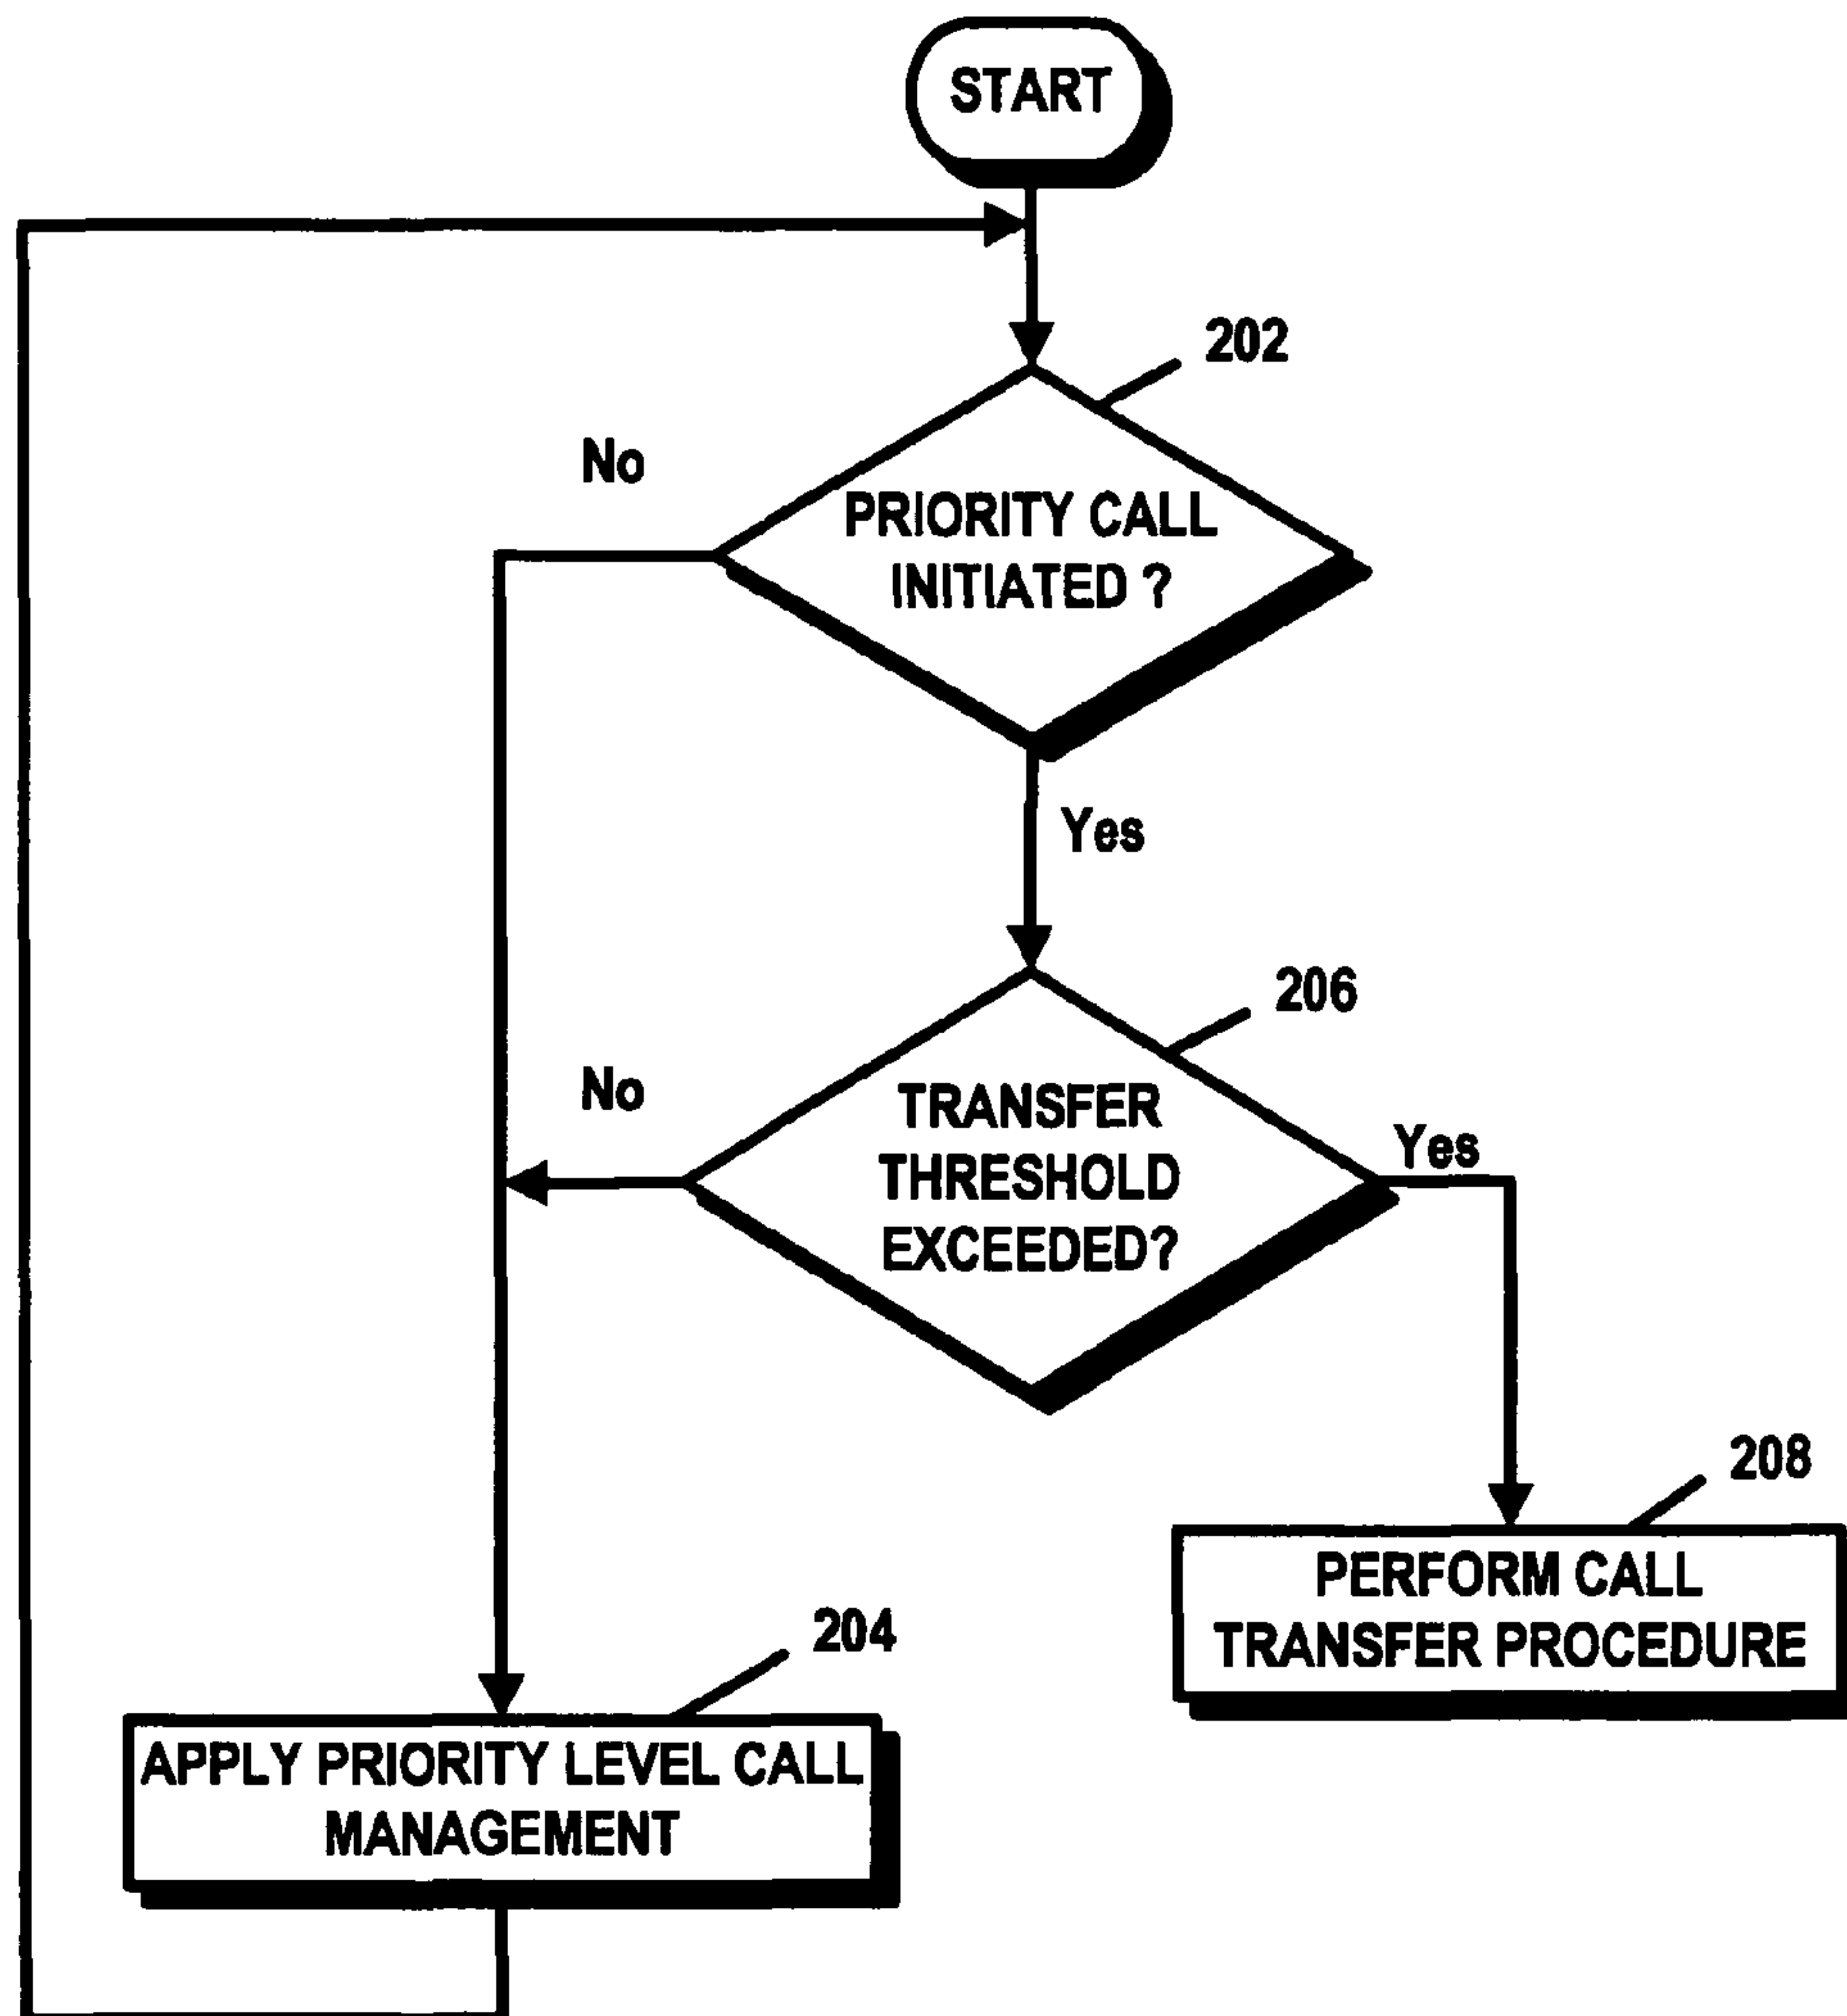 START
202
No
PRIORITY CALL
INITIATED ?
Yes
206
No
TRANSFER
THRESHOLD
EXCEEDED?
Yes
208
PERFORM CALL
TRANSFER PROCEDURE
204
APPLY PRIORITY LEVEL CALL
MANAGEMENT